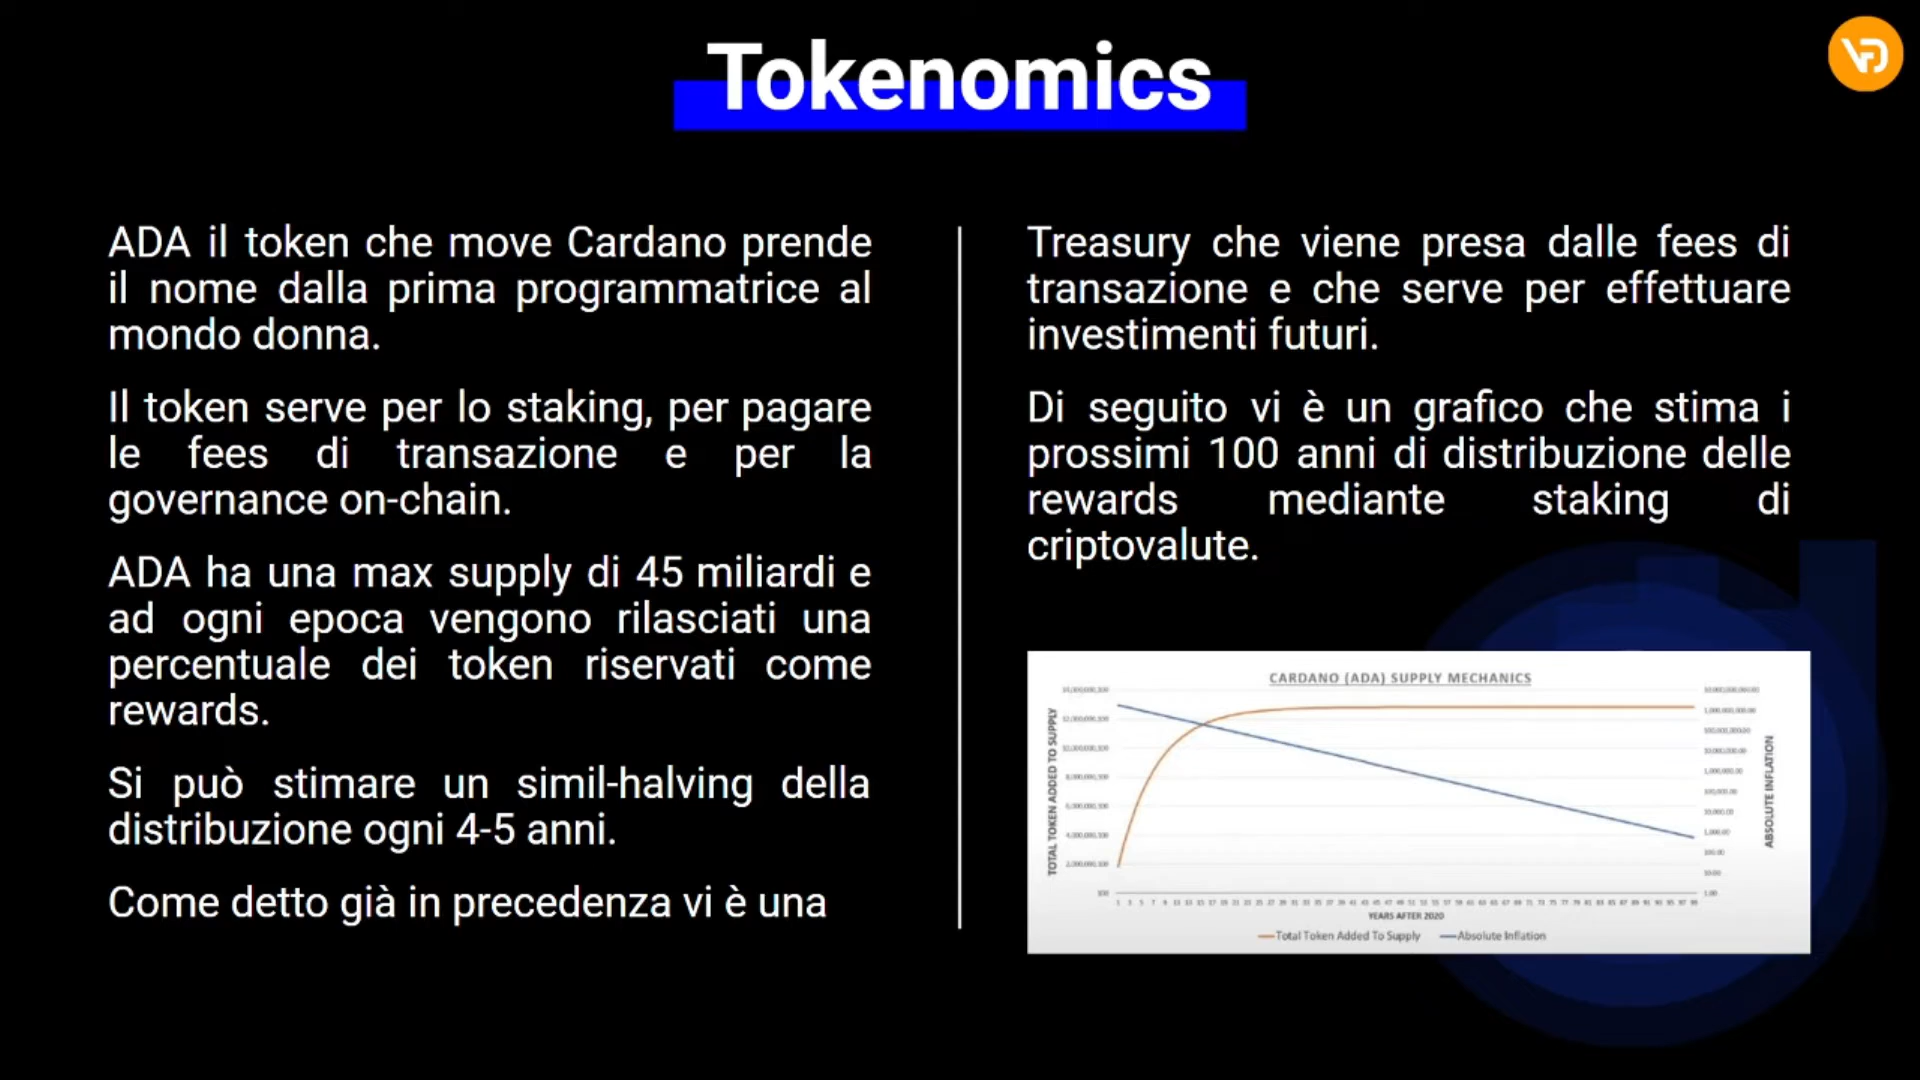 Tokenomics
ADA il token che move Cardano prende
il nome dalla prima programmatrice al
mondo donna.
Il token serve per lo staking, per pagare
le fees di transazione e per la
governance on-chain.
ADA ha una max supply di 45 miliardi e
ad ogni epoca vengono rilasciati una
percentuale dei token riservati come
rewards.
Si può stimare un simil-halving della
distribuzione ogni 4-5 anni.
Come detto già in precedenza vi è una
Treasury che viene presa dalle fees di
transazione e che serve per effettuare
investimenti futuri.
Di seguito vi è un grafico che stima i
prossimi 100 anni di distribuzione delle
rewards mediante staking di
criptovalute.
CARDANO (ADA) SUPPLY MECHANICS
TOTAL TOKEN ADDED TO SUPPLY
ABSOLUTE INFLATION
YEARS AFTER 2020
Total Token Added To Supply
Absolute Inflation